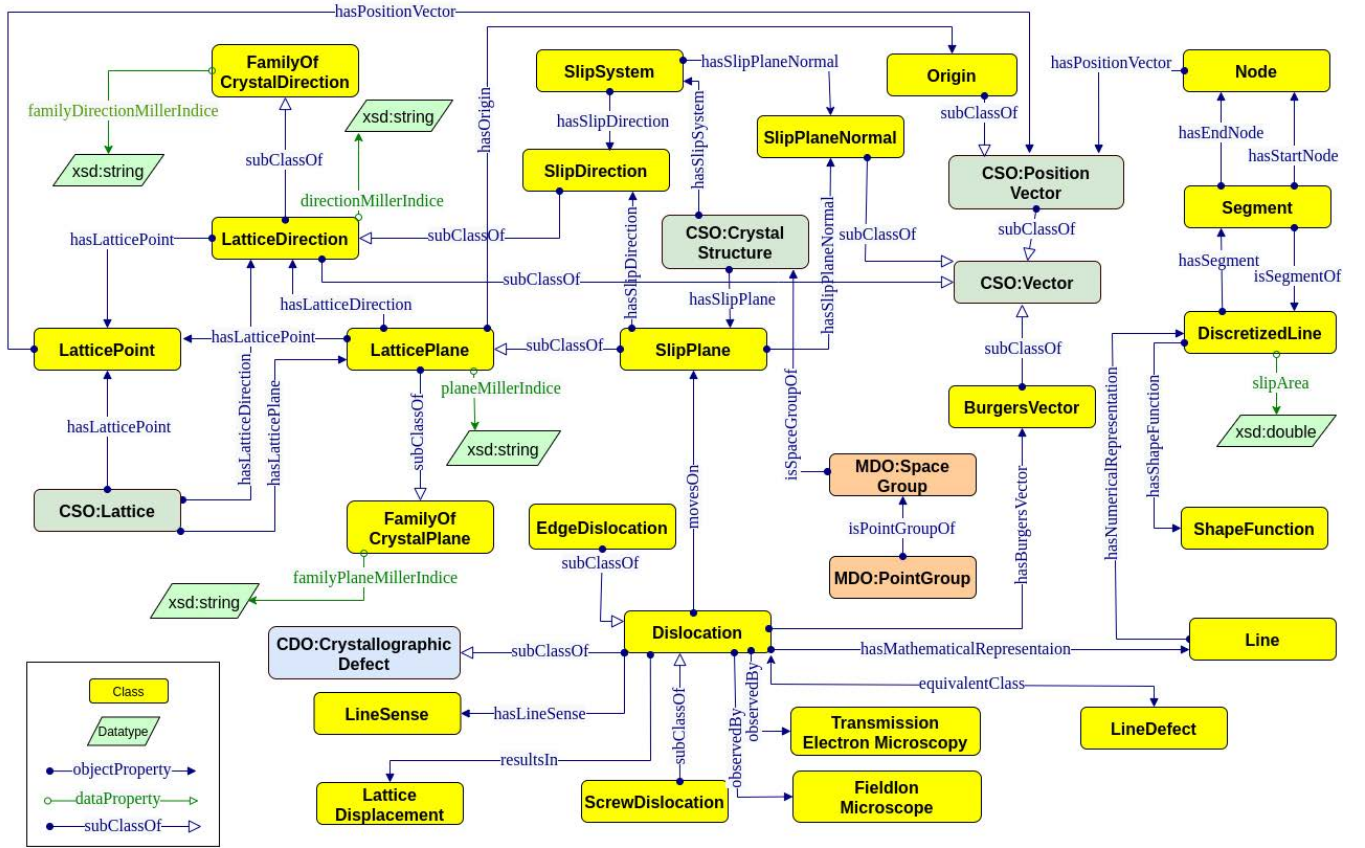 hasPositionVector
FamilyOf
CrystalDirection
SlipSystem
hasSlipPlaneNormal
Origin
hasPositionVector
Node
familyDirectionMillerIndice
xsd:string
hasOrigin
hasSlipDirection
hasSlipSystem
SlipPlaneNormal
subClassOf
hasEndNode
hasStartNode
xsd:string
subClassOf
SlipDirection
CSO:Position
Vector
directionMillerIndice
Segment
hasLatticePoint
LatticeDirection
subClassOf
hasSlipDirection
CSO:Crystal
Structure
hasSlipPlaneNormal
subClassOf
subClassOf
hasSegment
isSegmentOf
subClassOf
CSO:Vector
hasLatticeDirection
hasSlipPlane
LatticePoint
hasLatticePoint
LatticePlane
subClassOf
SlipPlane
subClassOf
DiscretizedLine
hasLatticeDirection
hasLatticePlane
planeMillerIndice
subClassOf
slipArea
hasLatticePoint
xsd:string
isSpaceGroupOf
BurgersVector
hasNumericalRepresentation
hasShapeFunction
xsd:double
CSO:Lattice
movesOn
MDO:Space
Group
FamilyOf
CrystalPlane
EdgeDislocation
isPointGroupOf
hasBurgersVector
ShapeFunction
subClassOf
MDO:PointGroup
familyPlaneMillerIndice
xsd:string
CDO:Crystallographic
Defect
subClassOf
Dislocation
hasMathematicalRepresentaion
Line
Class
Datatype
objectProperty
dataProperty
subClassOf
LineSense
hasLineSense
subClassOf
observedBy
observedBy
equivalentClass
Transmission
Electron Microscopy
LineDefect
resultsIn
Lattice
Displacement
ScrewDislocation
FieldIon
Microscope